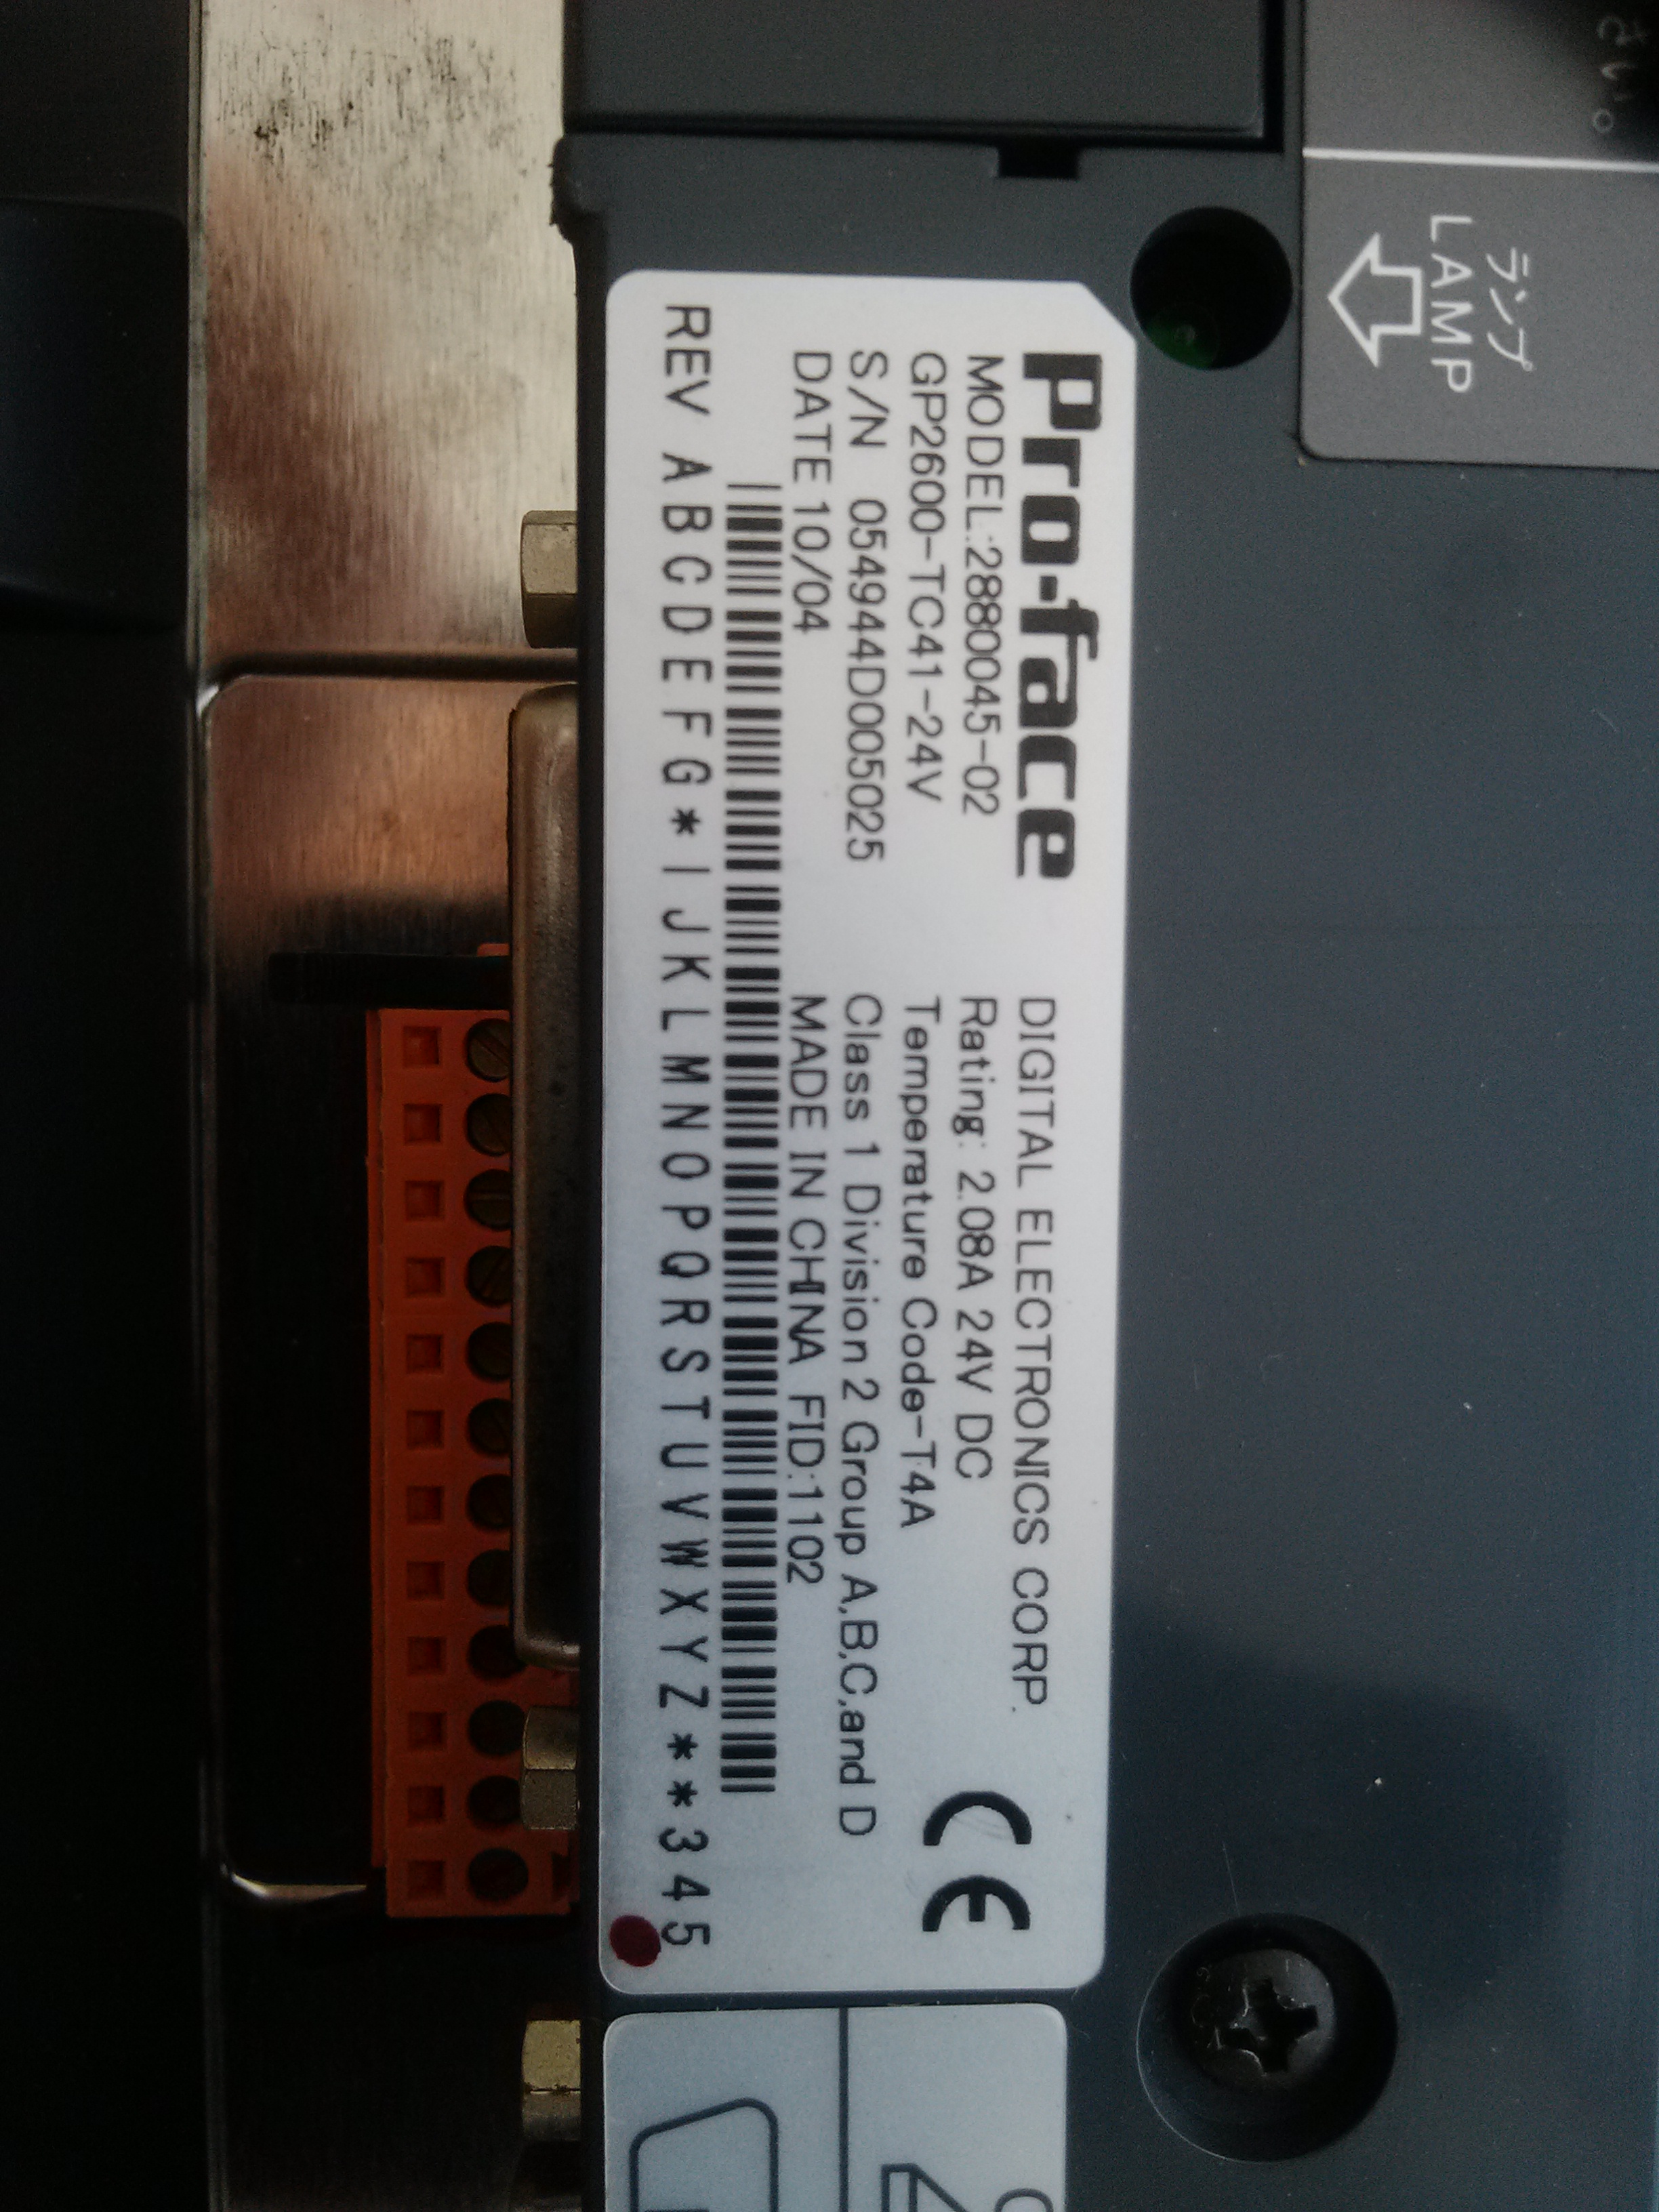 さい。
ランプ
LAMP
Pro-face
MODEL:2880045-02
GP2600-TC41-24V
S/N 054944D005025
DATE 10/04
DIGITAL ELECTRONICS CORP.
Rating: 2.08A 24V DC
Temperature Code-T4A
Class 1 Division 2 Group A,B,C,and D
MADE IN CHINA FID:1102
CE
REV A B C D E F G * I J K L M N O P Q R S T U V W X Y Z * * 3 4 5